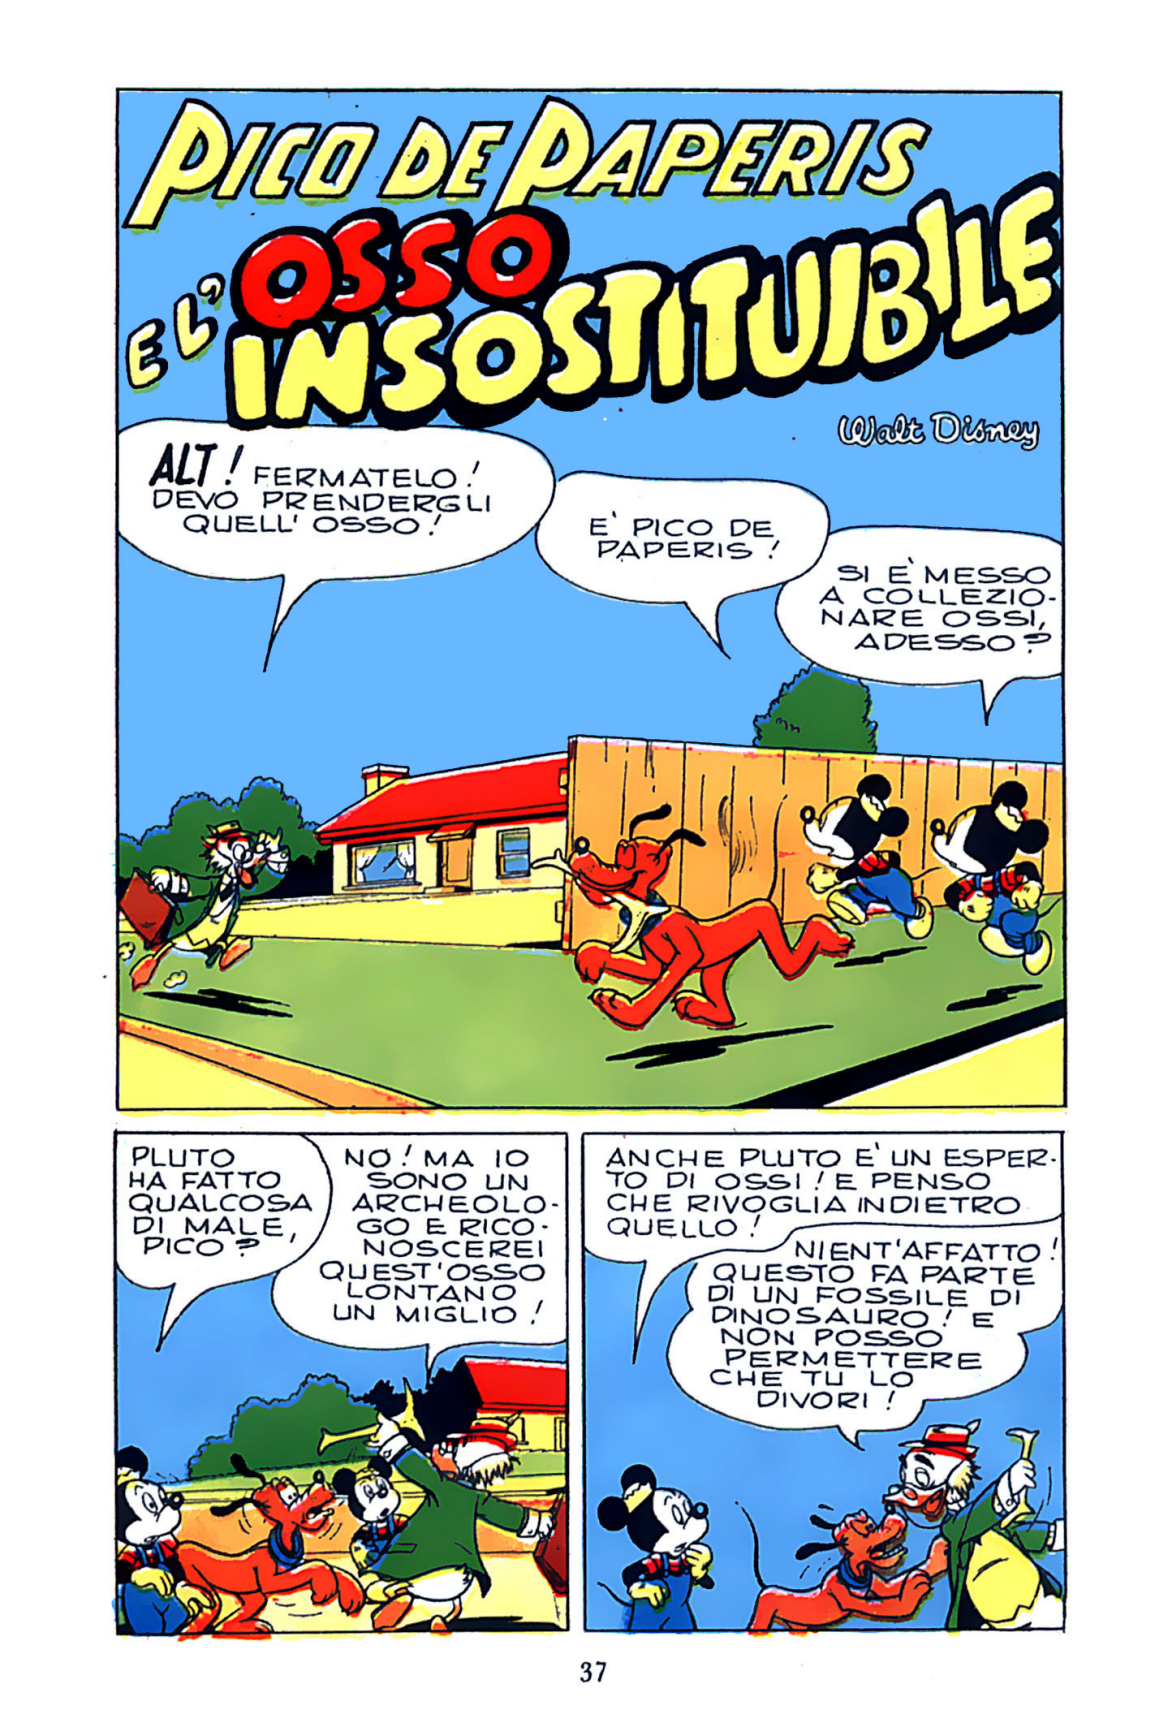 PICO DE PAPERIS
E L'OSSO
INSOSTITUIBILE
Walt Disney
ALT! FERMATELO!
DEVO PRENDERGLI
QUELL'OSSO!
E' PICO DE
PAPERIS!
SI E' MESSO
A COLLEZIO-
NARE OSSI,
ADESSO?
PLUTO
HA FATTO
QUALCOSA
DI MALE,
PICO?
NO! MA IO
SONO UN
ARCHEOLO-
GO E RICO-
NOSCEREI
QUEST'OSSO
LONTANO
UN MIGLIO!
ANCHE PLUTO E' UN ESPER-
TO DI OSSI! E PENSO
CHE RIVOGLIA INDIETRO
QUELLO!
NIENT'AFFATTO!
QUESTO FA PARTE
DI UN FOSSILE DI
DINOSAURO! E
NON POSSO
PERMETTERE
CHE TU LO
DIVORI!
37